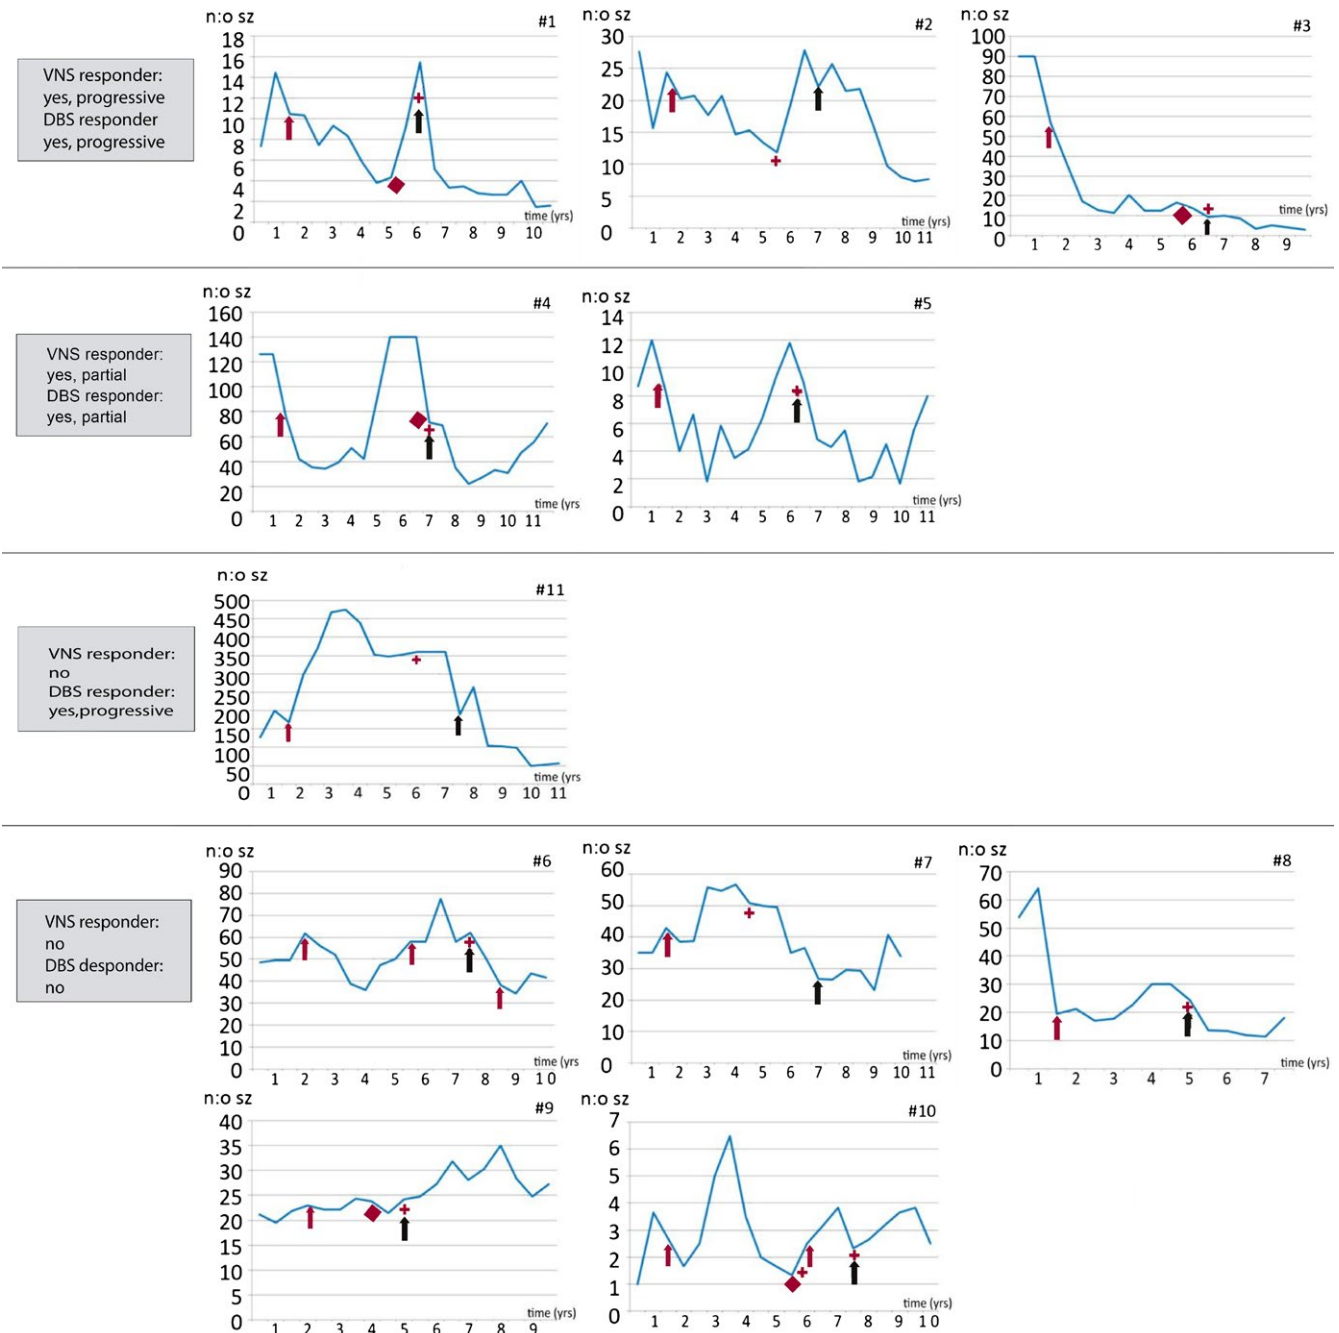 VNS responder:
yes, progressive
DBS responder
yes, progressive
n:o sz
#1
18
16
14
12
10
8
6
4
2
0
time (yrs)
1 2 3 4 5 6 7 8 9 10
n:o sz
#2
30
25
20
15
10
5
0
1 2 3 4 5 6 7 8 9 10 11
n:o sz
#3
100
90
80
70
60
50
40
30
20
10
0
time (yrs)
1 2 3 4 5 6 7 8 9
VNS responder:
yes, partial
DBS responder:
yes, partial
n:o sz
#4
160
140
120
100
80
60
40
20
0
time (yrs
1 2 3 4 5 6 7 8 9 10 11
n:o sz
#5
14
12
10
8
6
4
2
0
time (yrs)
1 2 3 4 5 6 7 8 9 10 11
VNS responder:
no
DBS responder:
yes,progressive
n:o sz
#11
500
450
400
350
300
250
200
150
100
50
0
time (yrs
1 2 3 4 5 6 7 8 9 10 11
VNS responder:
no
DBS desponder:
no
n:o sz
#6
90
80
70
60
50
40
30
20
10
0
time (yrs)
1 2 3 4 5 6 7 8 9 10
n:o sz
#7
60
50
40
30
20
10
0
1 2 3 4 5 6 7 8 9 10 11
n:o sz
#8
70
60
50
40
30
20
10
0
time (yrs)
1 2 3 4 5 6 7
n:o sz
#9
40
35
30
25
20
15
10
5
0
time (yrs)
1 2 3 4 5 6 7 8 9
n:o sz
#10
7
6
5
4
3
2
1
0
time (yrs)
1 2 3 4 5 6 7 8 9 10